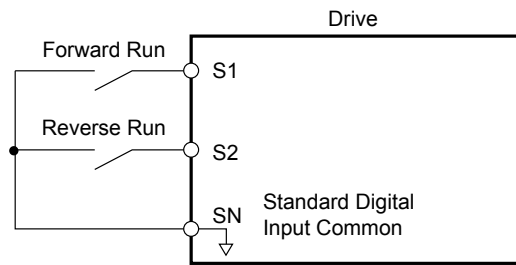 Drive
Forward Run
S1
Reverse Run
S2
SN
Standard Digital
Input Common